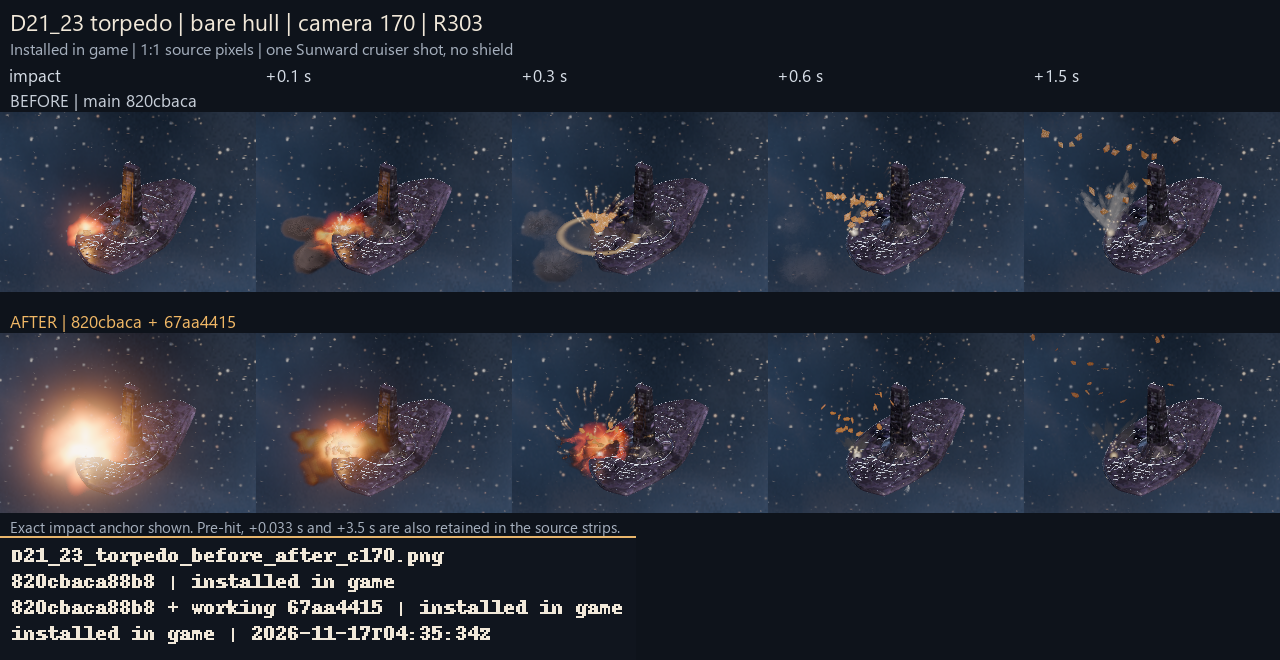 D21_23 torpedo | bare hull | camera 170 | R303
Installed in game | 1:1 source pixels | one Sunward cruiser shot, no shield
impact +0.1 s +0.3 s +0.6 s +1.5 s
BEFORE | main 820cbaca
AFTER | 820cbaca + 67aa4415
Exact impact anchor shown. Pre-hit, +0.033 s and +3.5 s are also retained in the source strips.
D21_23_torpedo_before_after_c170.png
820cbaca88b8 | installed in game
820cbaca88b8 + working 67aa4415 | installed in game
installed in game | 2026-11-17T04:35:34Z